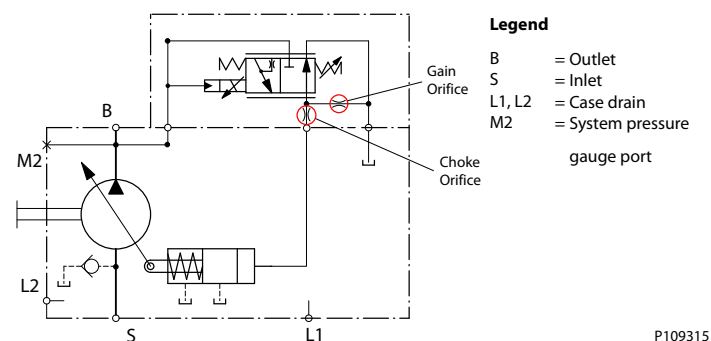 Legend
B = Outlet
S = Inlet
L1, L2 = Case drain
M2 = System pressure
gauge port
Gain
Orifice
Choke
Orifice
B
M2
L2
S
L1
P109315